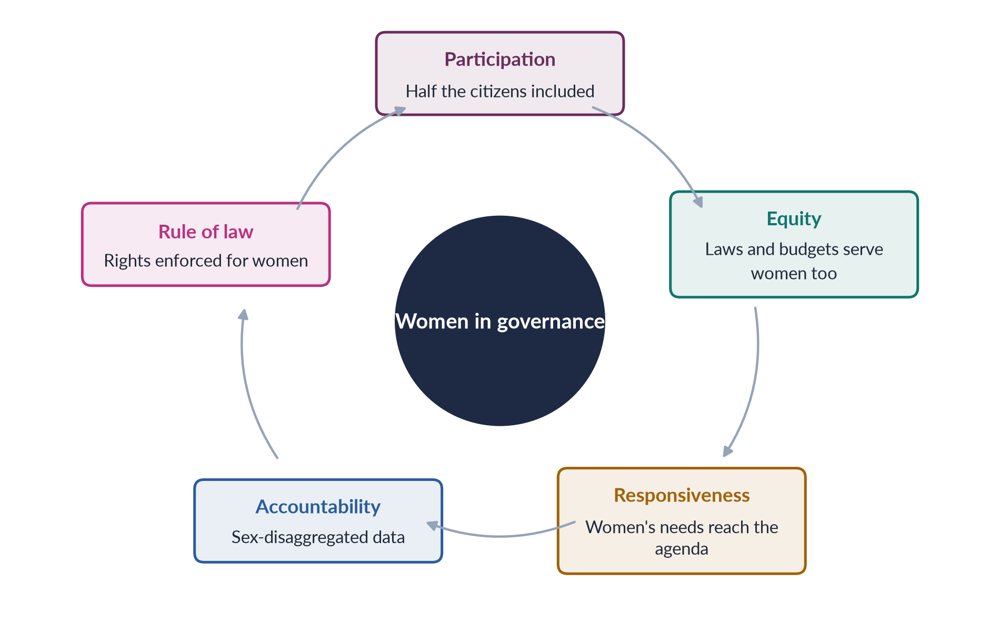 Participation
Half the citizens included
Equity
Laws and budgets serve
women too
Rule of law
Rights enforced for women
Women in governance
Responsiveness
Women's needs reach the
agenda
Accountability
Sex-disaggregated data